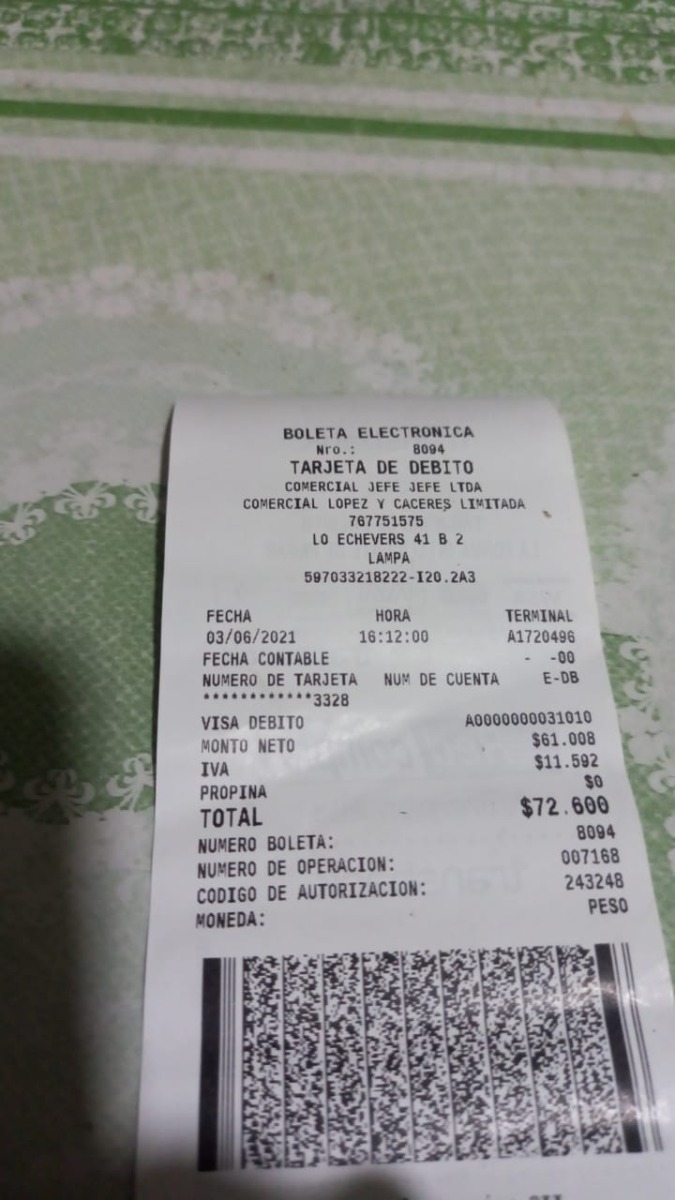 BOLETA ELECTRONICA
Nro.: 8094
TARJETA DE DEBITO
COMERCIAL JEFE JEFE LTDA
COMERCIAL LOPEZ Y CACERES LIMITADA
767751575
LO ECHEVERS 41 B 2
LAMPA
597033218222-I20.2A3
FECHA HORA TERMINAL
03/06/2021 16:12:00 A1720496
FECHA CONTABLE - -00
NUMERO DE TARJETA NUM DE CUENTA E-DB
************3328
VISA DEBITO A0000000031010
MONTO NETO $61.008
IVA $11.592
PROPINA $0
TOTAL $72.600
NUMERO BOLETA: 8094
NUMERO DE OPERACION: 007168
CODIGO DE AUTORIZACION: 243248
MONEDA: PESO